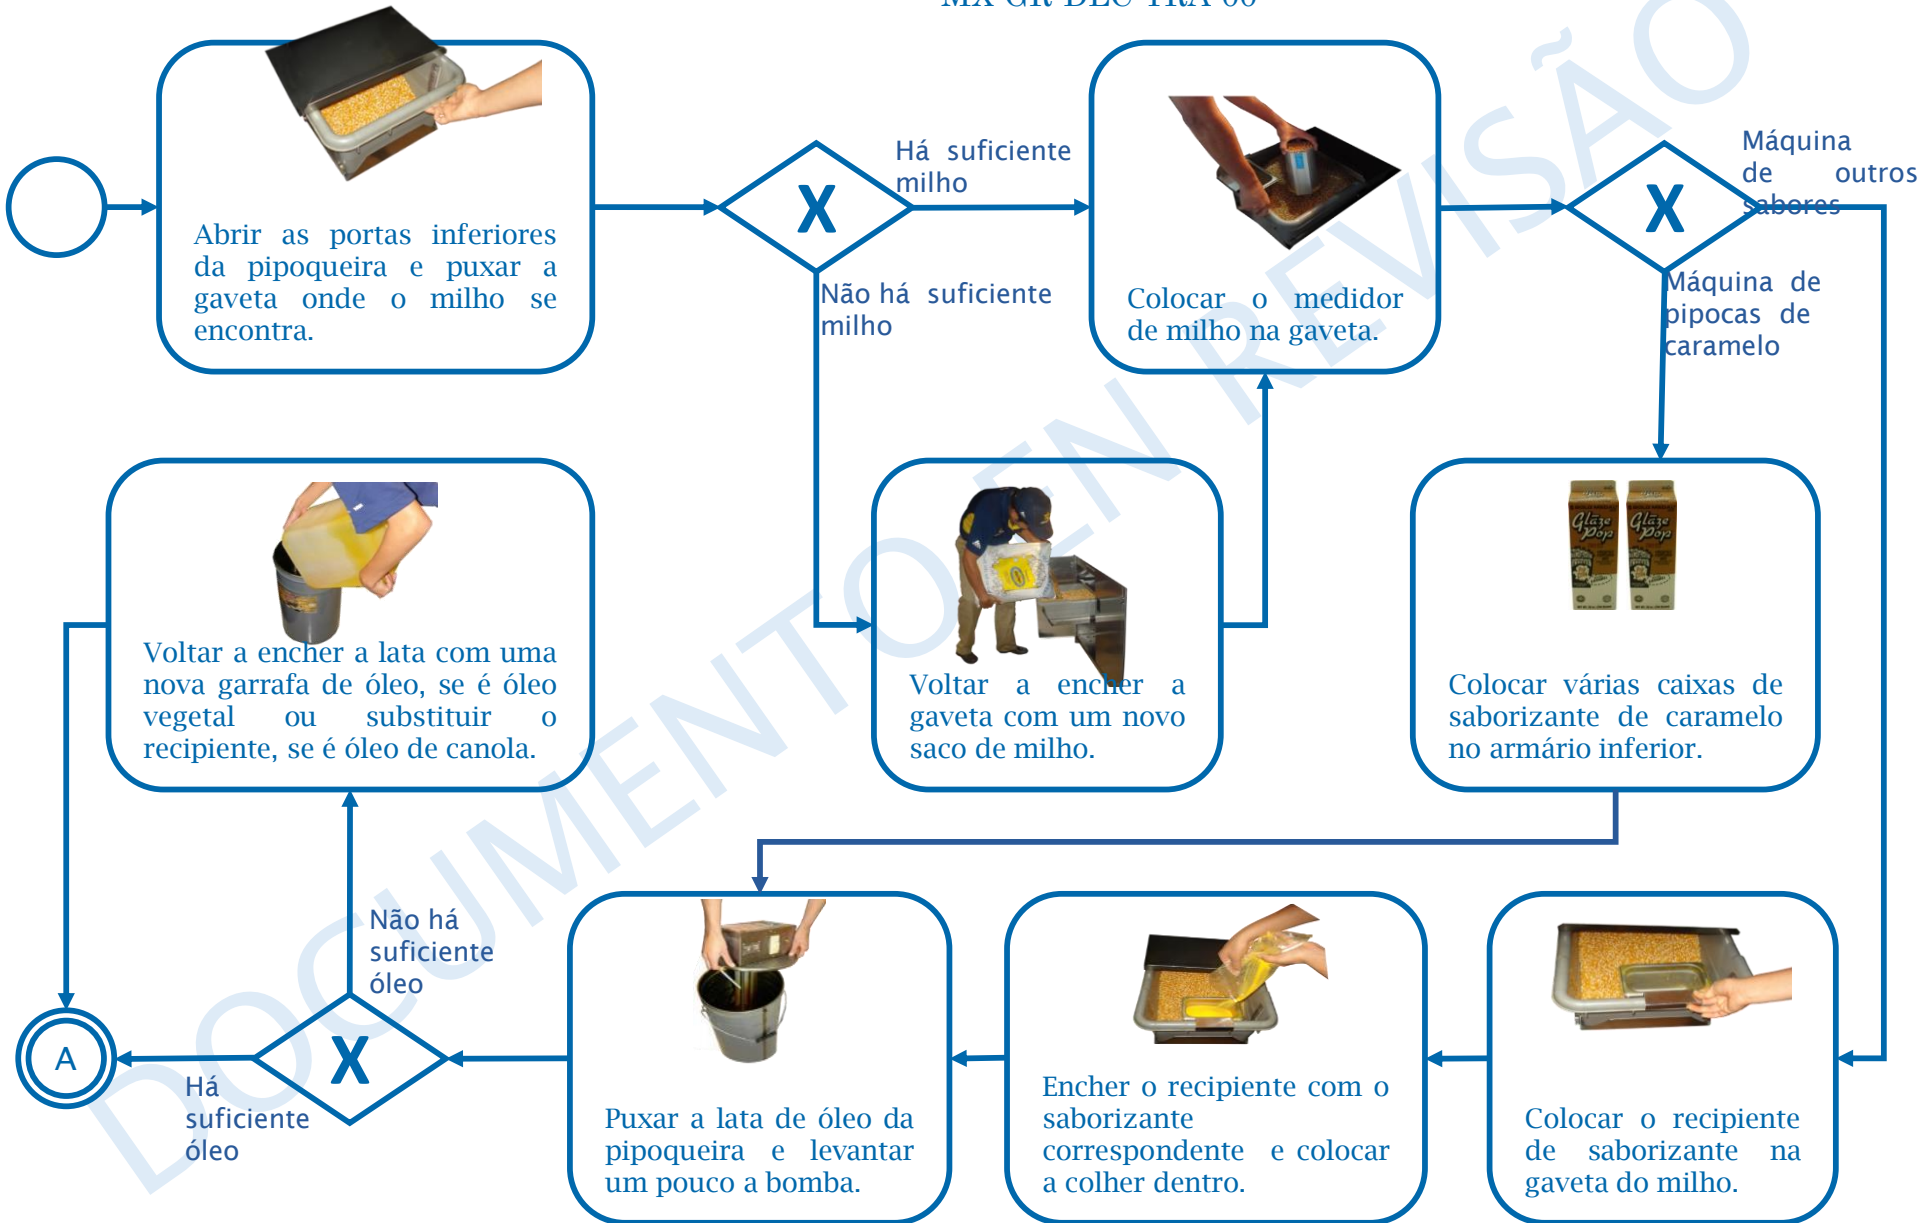 Abrir as portas inferiores
da pipoqueira e puxar a
gaveta onde o milho se
encontra.
X
Há suficiente
milho
Não há suficiente
milho
Colocar o medidor
de milho na gaveta.
X
Máquina
de outros
sabores
Máquina de
pipocas de
caramelo
Voltar a encher a lata com uma
nova garrafa de óleo, se é óleo
vegetal ou substituir o
recipiente, se é óleo de canola.
Voltar a encher a
gaveta com um novo
saco de milho.
Glaze
Pop
Glaze
Pop
Colocar várias caixas de
saborizante de caramelo
no armário inferior.
Não há
suficiente
óleo
A
X
Há
suficiente
óleo
Puxar a lata de óleo da
pipoqueira e levantar
um pouco a bomba.
Encher o recipiente com o
saborizante
correspondente e colocar
a colher dentro.
Colocar o recipiente
de saborizante na
gaveta do milho.
DOCUMENTO EN REVISÃO